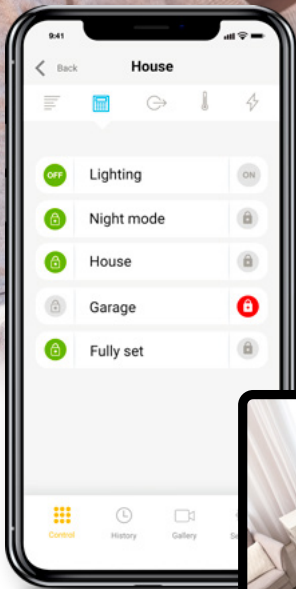 9:41
Back House
OFF Lighting ON
Night mode
House
Garage
Fully set
Control History Gallery